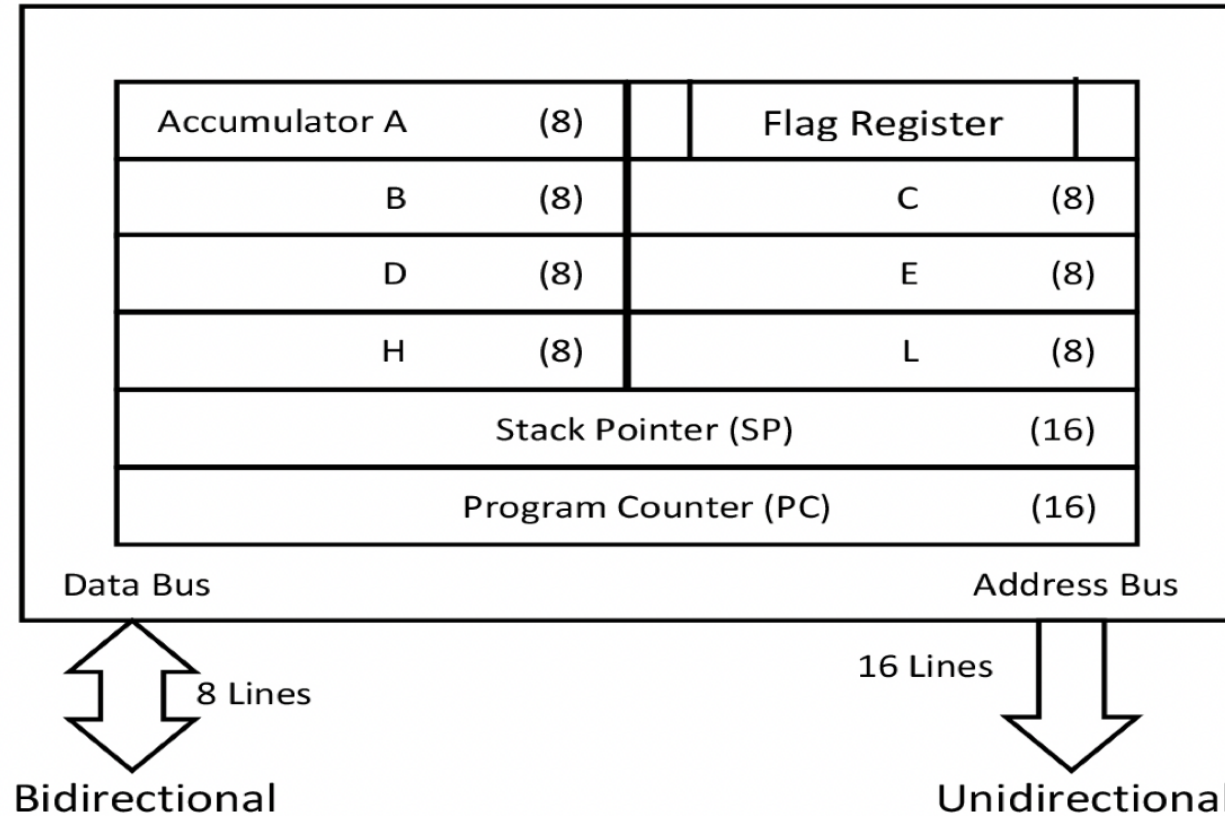 Accumulator A (8) Flag Register
B (8) C (8)
D (8) E (8)
H (8) L (8)
Stack Pointer (SP) (16)
Program Counter (PC) (16)
Data Bus Address Bus
8 Lines 16 Lines
Bidirectional Unidirectional